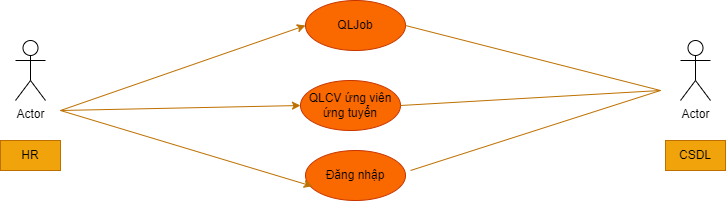 QLJob
QLCV ứng viên
ứng tuyển
Đăng nhập
Actor
HR
Actor
CSDL